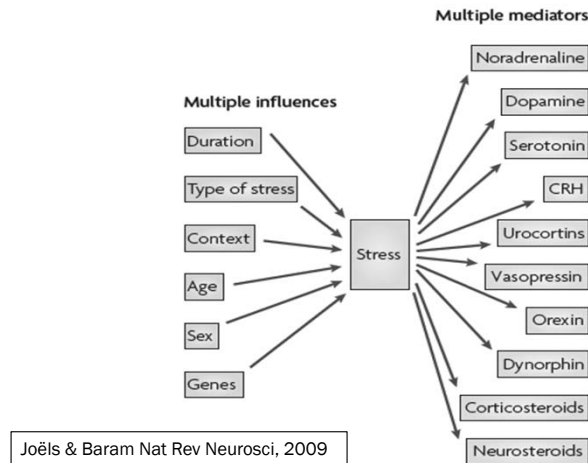 Multiple mediators
Noradrenaline
Dopamine
Multiple influences
Duration
Serotonin
Type of stress
CRH
Context
Stress
Urocortins
Vasopressin
Age
Orexin
Sex
Dynorphin
Genes
Corticosteroids
Joëls & Baram Nat Rev Neurosci, 2009
Neurosteroids